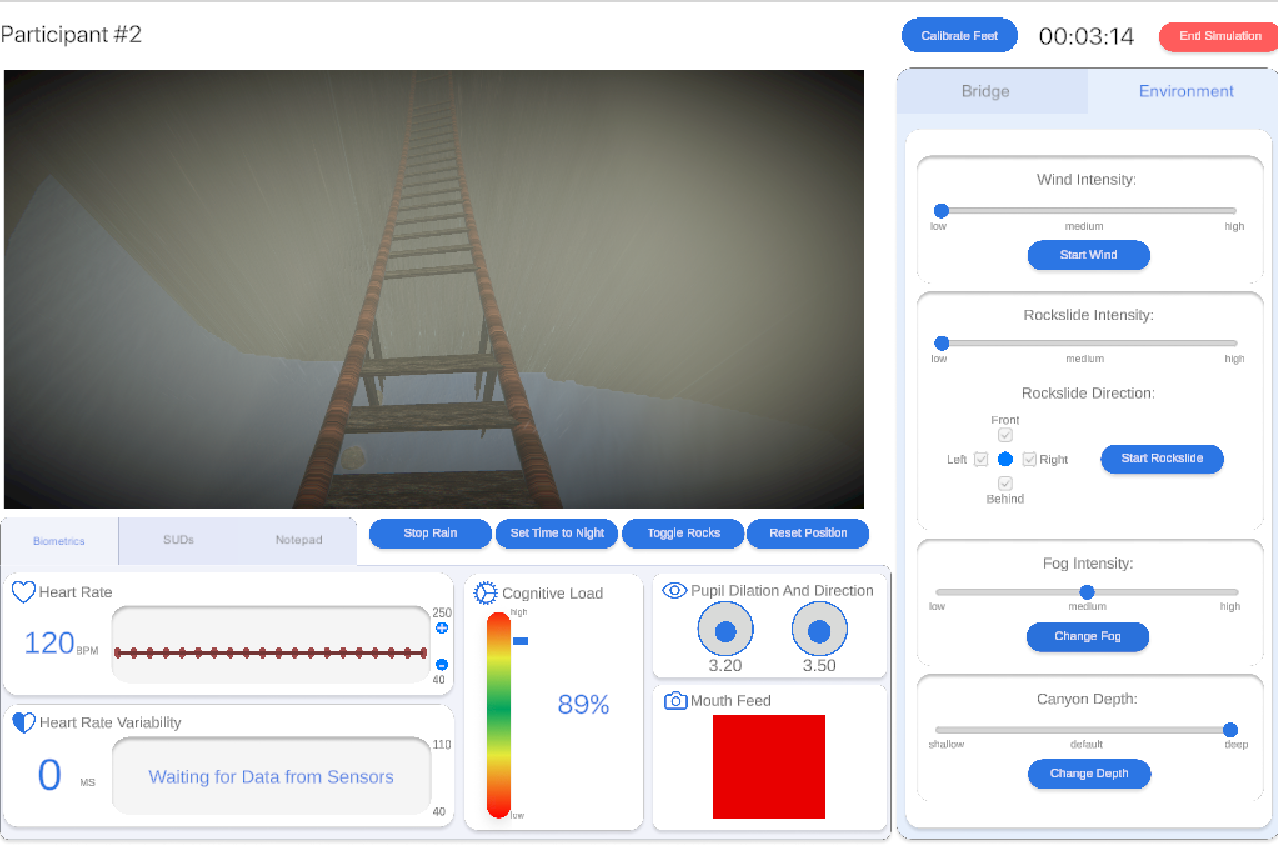 Participant #2
Calibrate Feet
00:03:14
End Simulation
Bridge
Environment
Wind Intensity:
low
medium
high
Start Wind
Rockslide Intensity:
low
medium
high
Rockslide Direction:
Front
Left
Right
Behind
Start Rockslide
Fog Intensity:
low
medium
high
Change Fog
Canyon Depth:
shallow
default
deep
Change Depth
Biometrics
SUDs
Notepad
Stop Rain
Set Time to Night
Toggle Rocks
Reset Position
Heart Rate
120 BPM
250
40
Heart Rate Variability
0 MS
Waiting for Data from Sensors
110
40
Cognitive Load
high
89%
low
Pupil Dilation And Direction
3.20
3.50
Mouth Feed